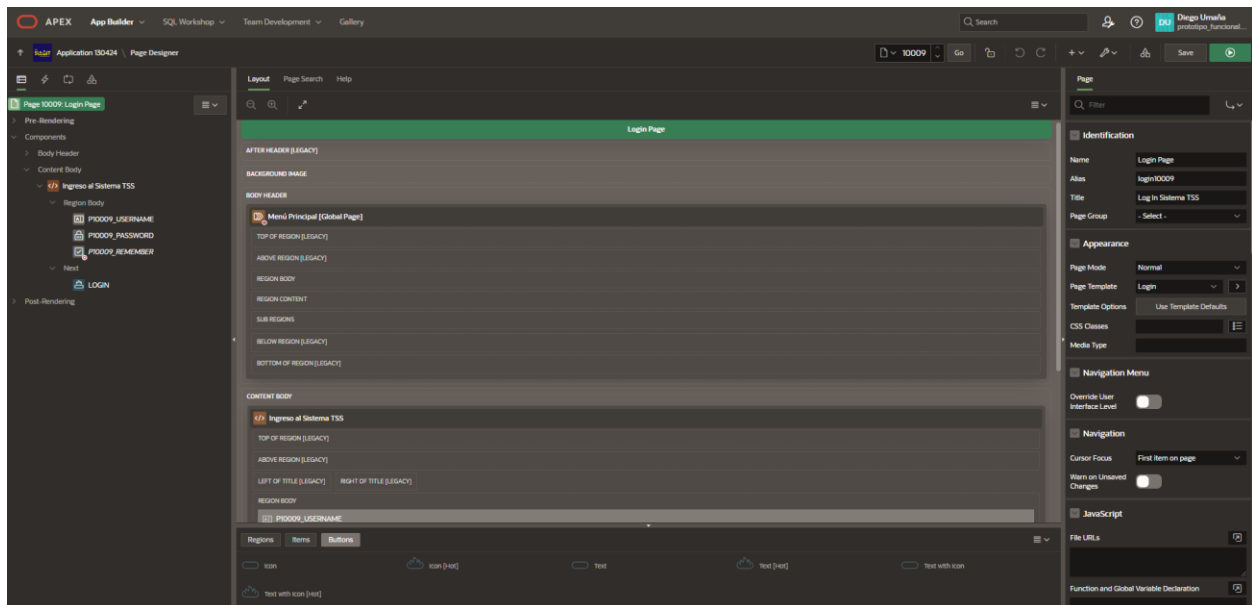 APEX App Builder SQL Workshop Team Development Gallery Search Diego Umaña
DU prototipo_funcional...
Application 130424 \ Page Designer 10009 Go Save
Layout Page Search Help Page
Page 10009: Login Page
Filter
Pre-Rendering
Components
Body Header
Content Body
Ingreso al Sistema TSS
Region Body
P10009_USERNAME
P10009_PASSWORD
P10009_REMEMBER
Next
LOGIN
Post-Rendering
Login Page
AFTER HEADER [LEGACY]
BACKGROUND IMAGE
BODY HEADER
Menú Principal [Global Page]
TOP OF REGION [LEGACY]
ABOVE REGION [LEGACY]
REGION BODY
REGION CONTENT
SUB REGIONS
BELOW REGION [LEGACY]
BOTTOM OF REGION [LEGACY]
CONTENT BODY
Ingreso al Sistema TSS
TOP OF REGION [LEGACY]
ABOVE REGION [LEGACY]
LEFT OF TITLE [LEGACY] RIGHT OF TITLE [LEGACY]
REGION BODY
P10009_USERNAME
Regions Items Buttons
Icon Icon [Hot] Text Text [Hot] Text with Icon
Text with Icon [Hot]
Identification
Name Login Page
Alias login10009
Title Log In Sistema TSS
Page Group - Select -
Appearance
Page Mode Normal
Page Template Login
Template Options Use Template Defaults
CSS Classes
Media Type
Navigation Menu
Override User
Interface Level
Navigation
Cursor Focus First item on page
Warn on Unsaved
Changes
JavaScript
File URLs
Function and Global Variable Declaration